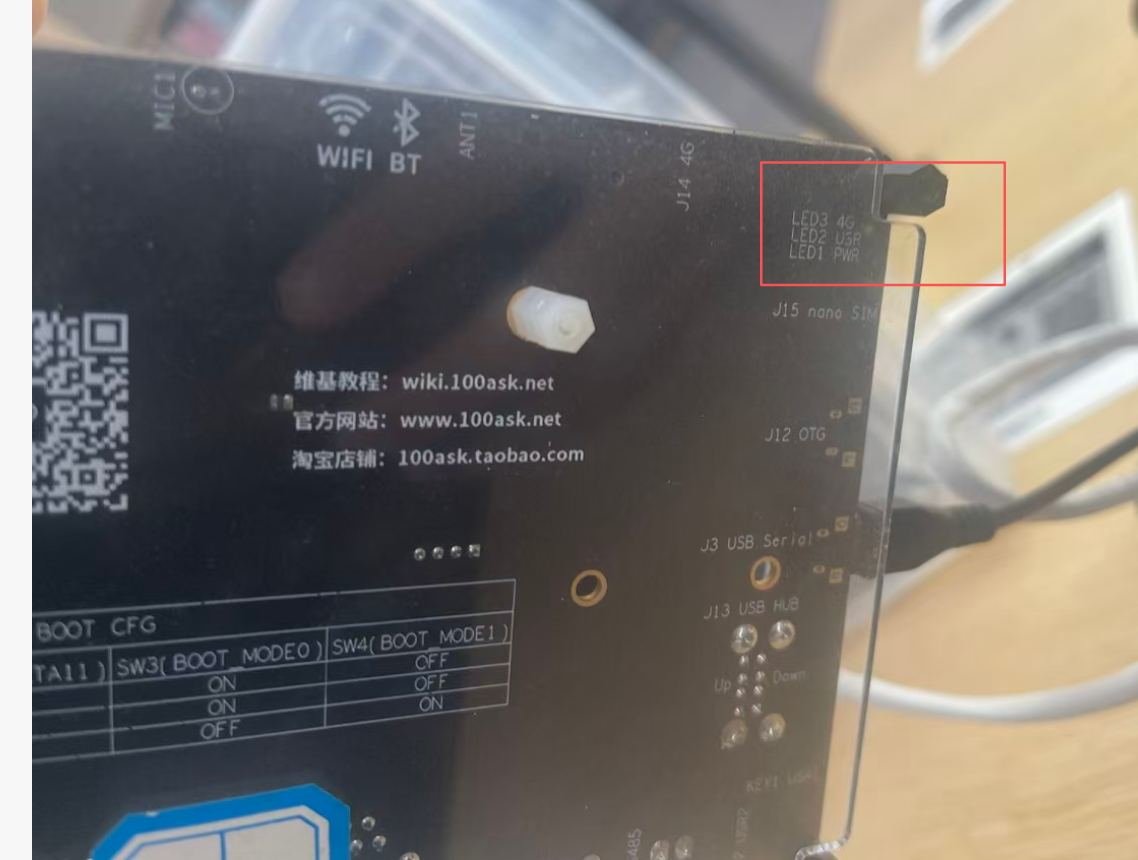 MIC1
WIFI BT
ANT1
J14 4G
LED3 4G
LED2 USR
LED1 PWR
J15 nano SIM
维基教程：wiki.100ask.net
官方网站：www.100ask.net
淘宝店铺：100ask.taobao.com
J12 OTG
J3 USB Serial
J13 USB HUB
Up Down
BOOT CFG
TA11) SW3(BOOT_MODE0) SW4(BOOT_MODE1)
ON OFF
ON OFF
OFF ON
KEY1
485